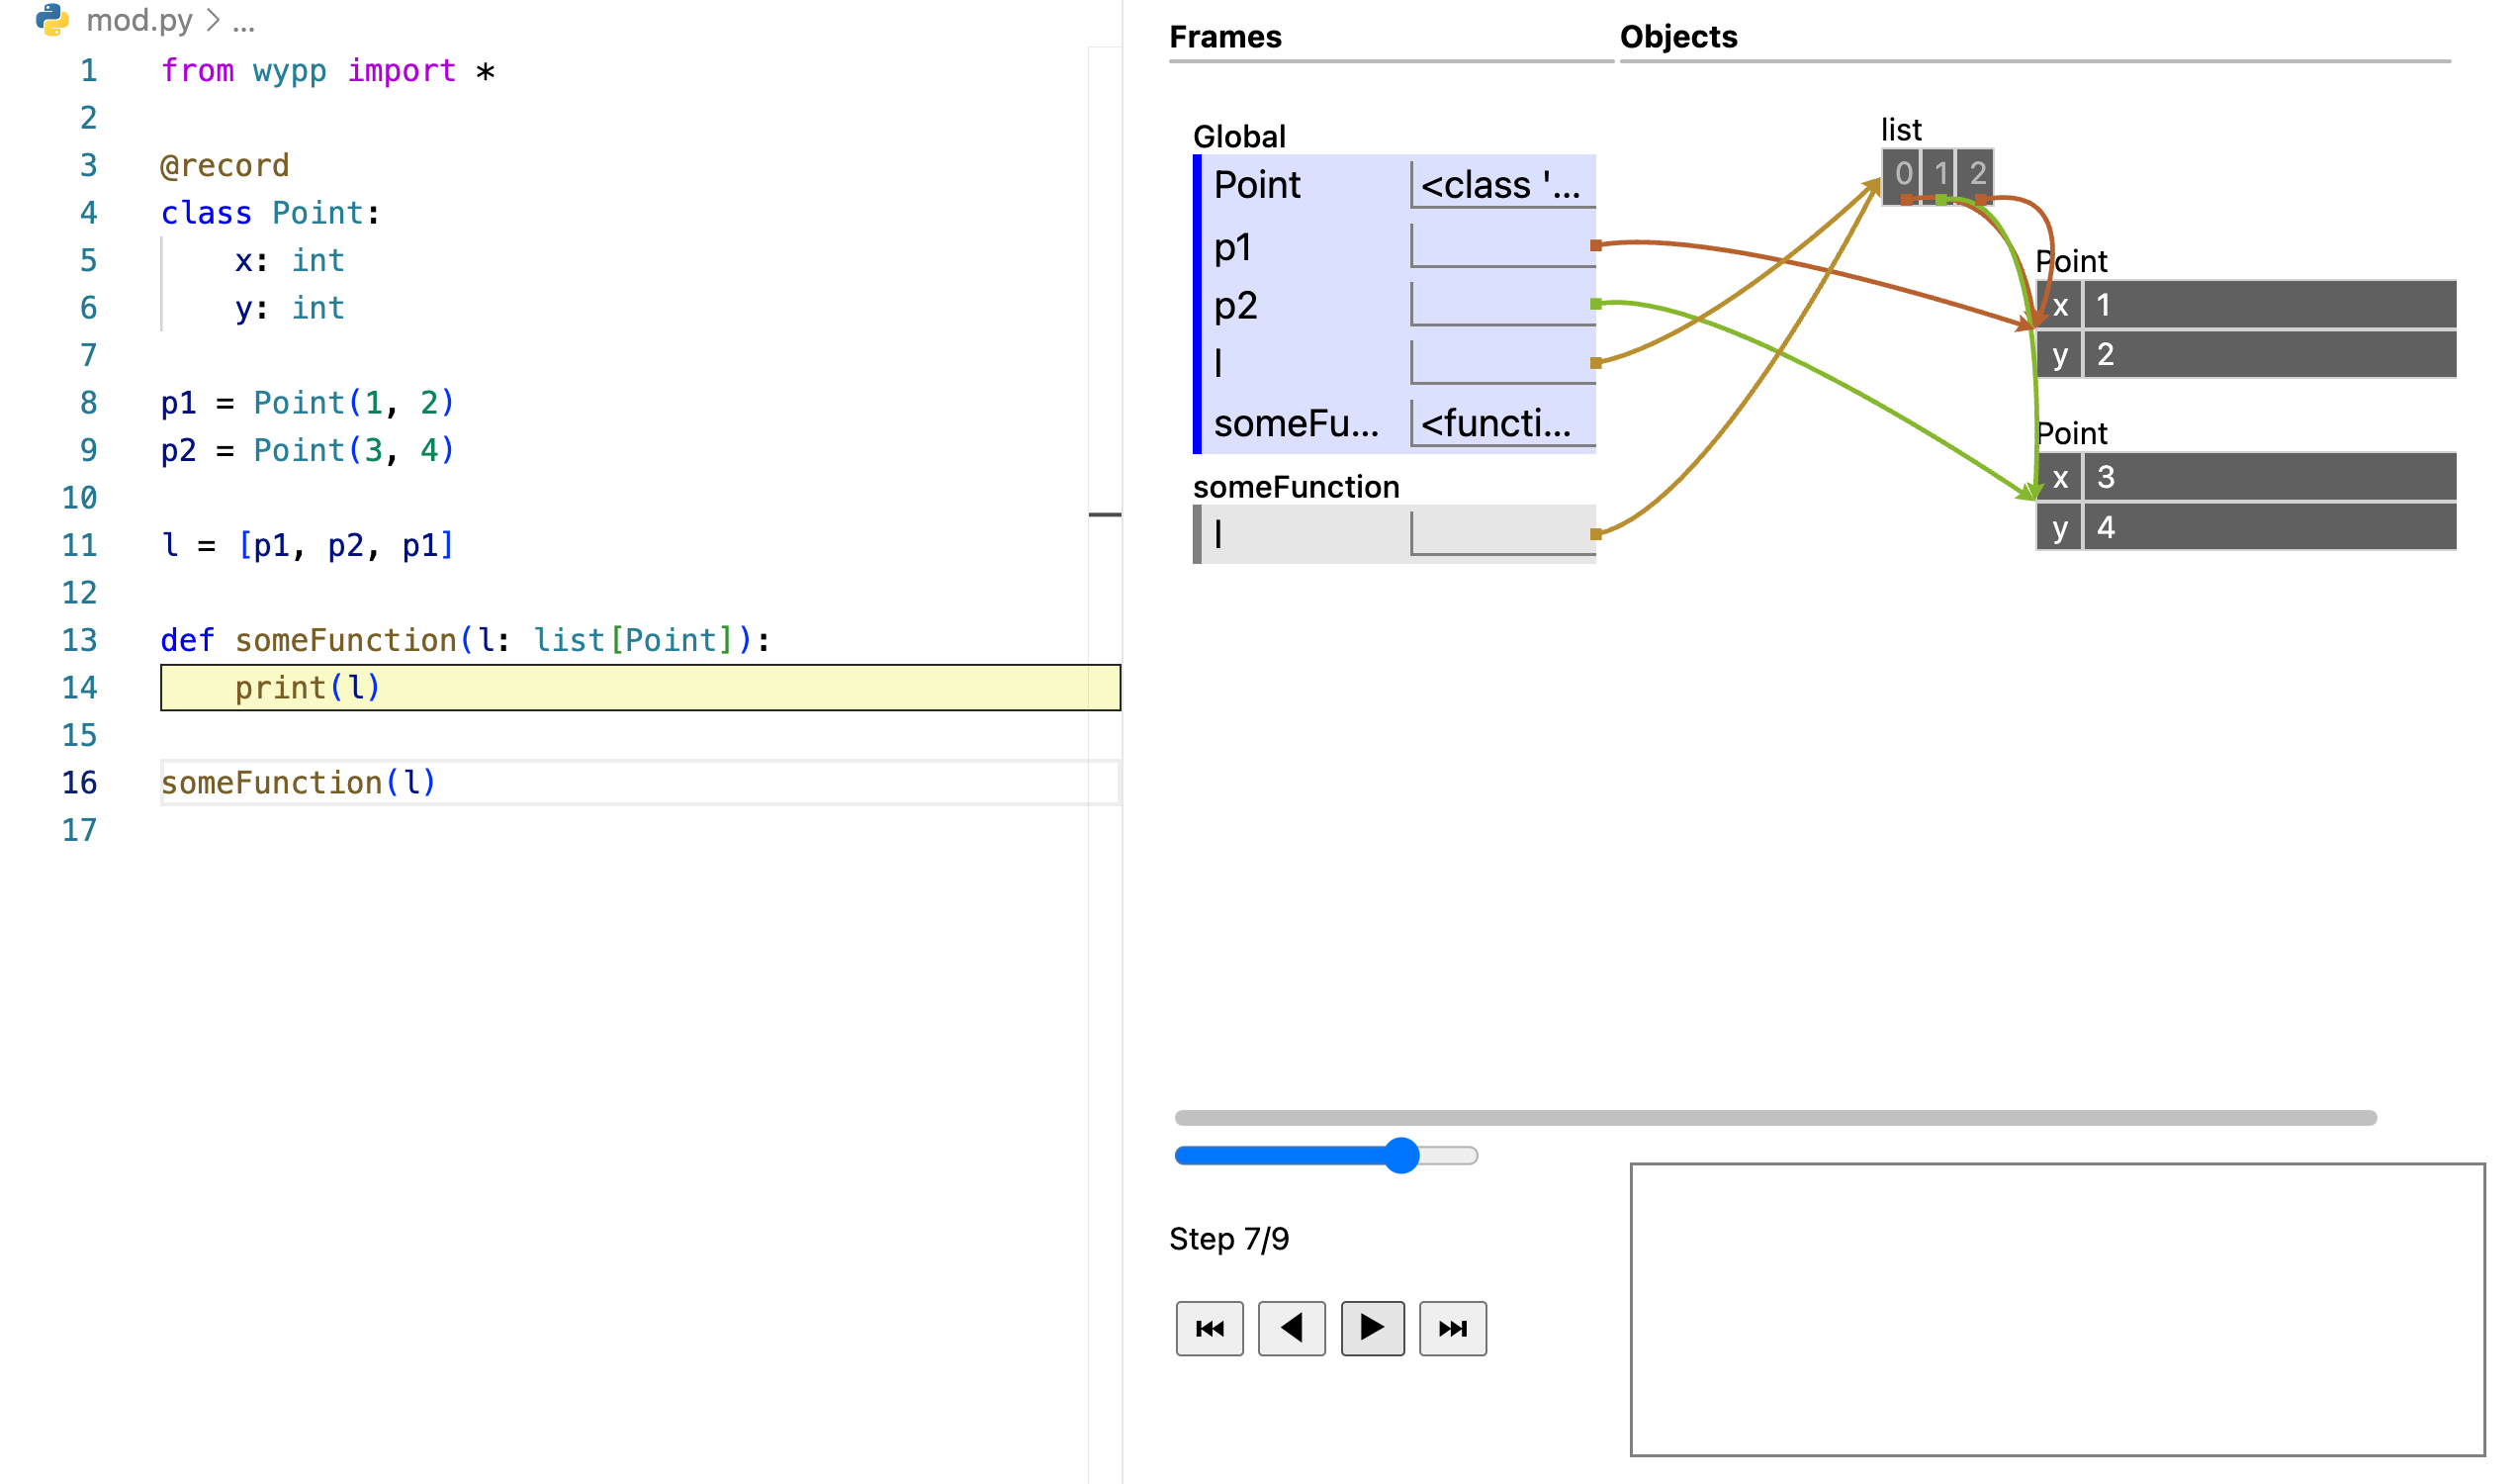 mod.py > ...
1 from wypp import *
2
3 @record
4 class Point:
5 x: int
6 y: int
7
8 p1 = Point(1, 2)
9 p2 = Point(3, 4)
10
11 l = [p1, p2, p1]
12
13 def someFunction(l: list[Point]):
14 print(l)
15
16 someFunction(l)
17
Frames
Objects
Global
Point <class '...
p1
p2
l
someFu... <functi...
someFunction
l
list
0 1 2
Point
x 1
y 2
Point
x 3
y 4
Step 7/9